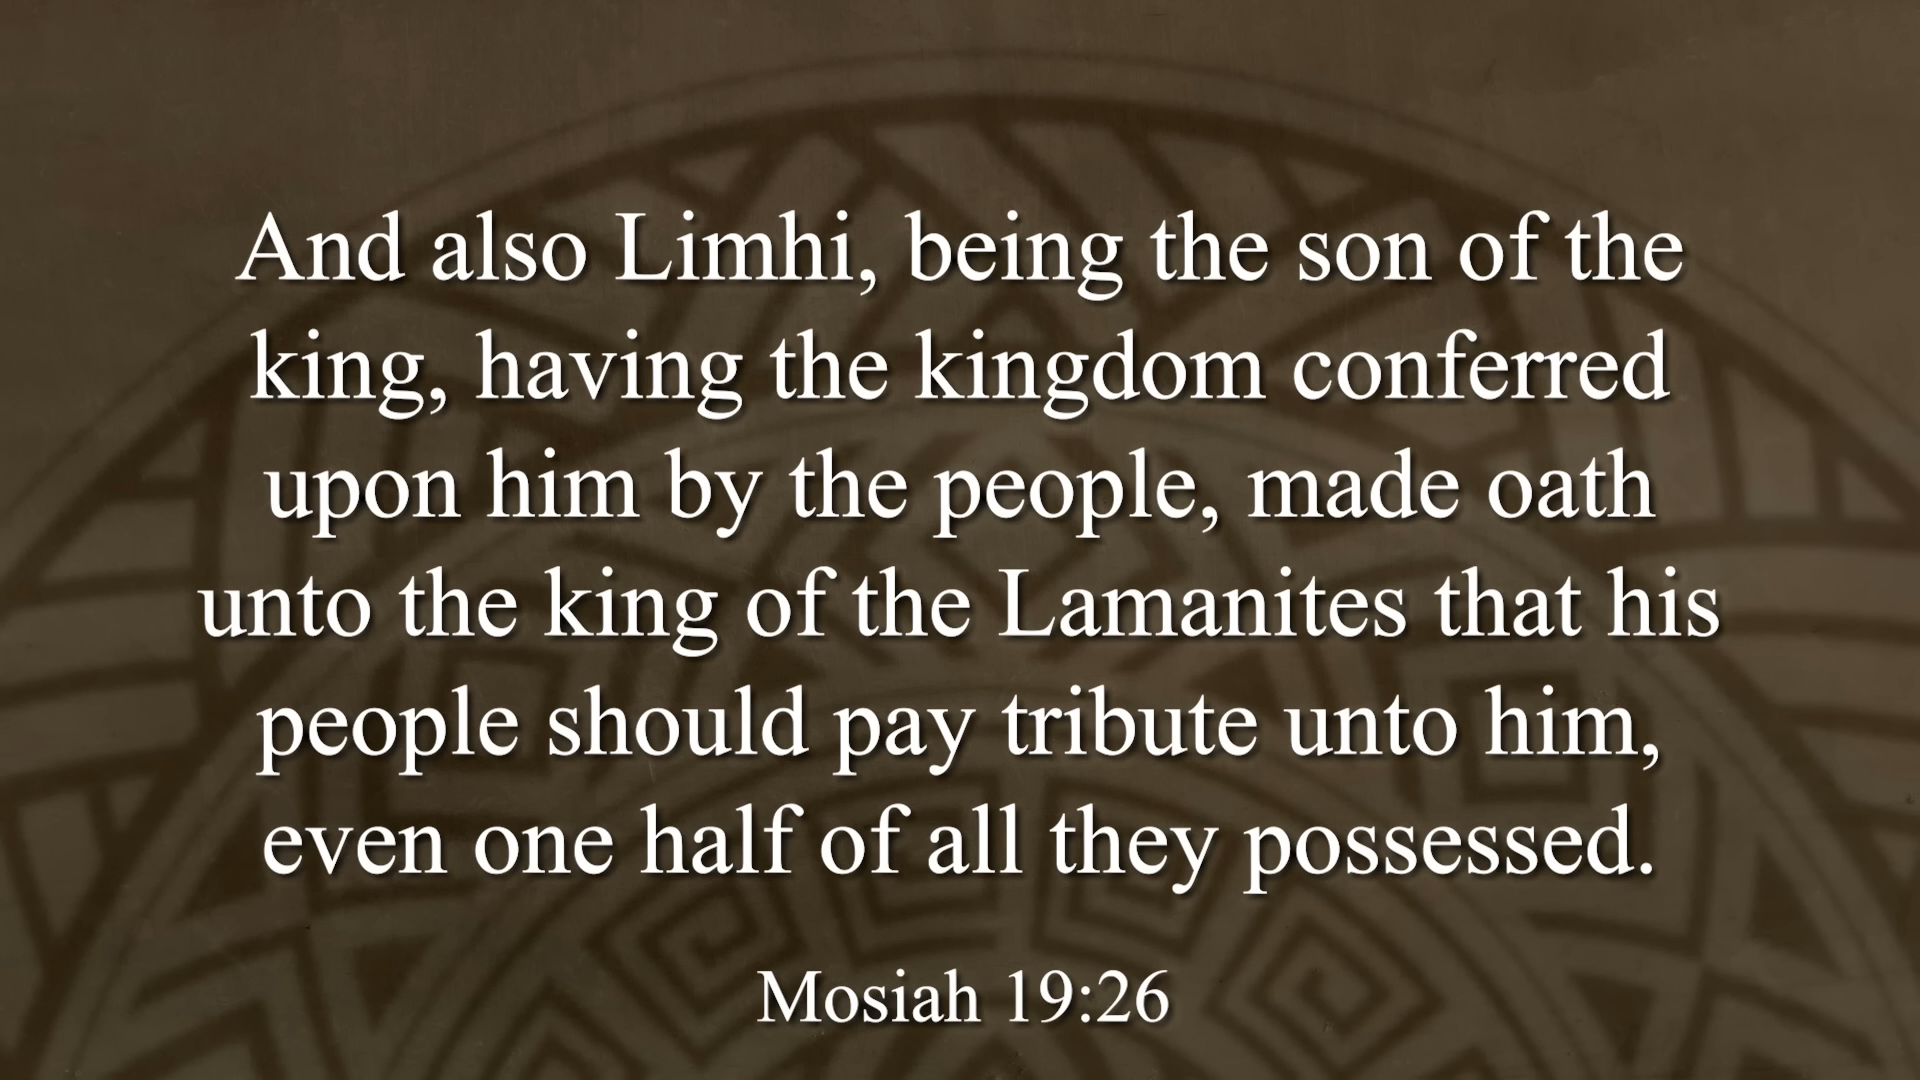 And also Limhi, being the son of the
king, having the kingdom conferred
upon him by the people, made oath
unto the king of the Lamanites that his
people should pay tribute unto him,
even one half of all they possessed.
Mosiah 19:26